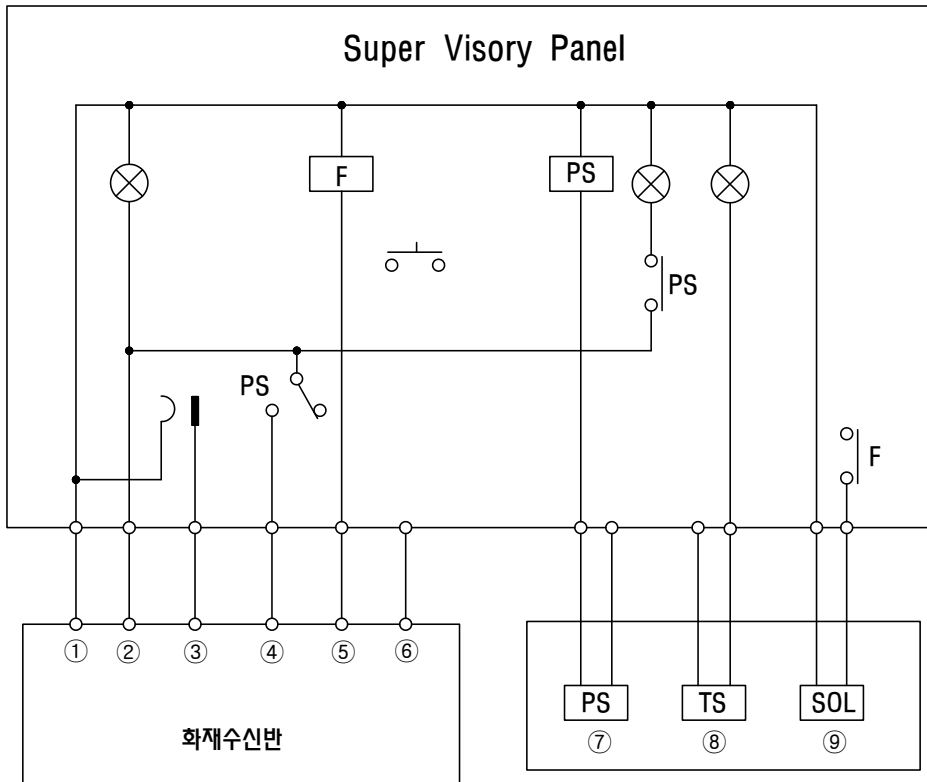 Super Visory Panel
F
PS
PS
PS
F
① ② ③ ④ ⑤ ⑥
화재수신반
PS
TS
SOL
⑦
⑧
⑨